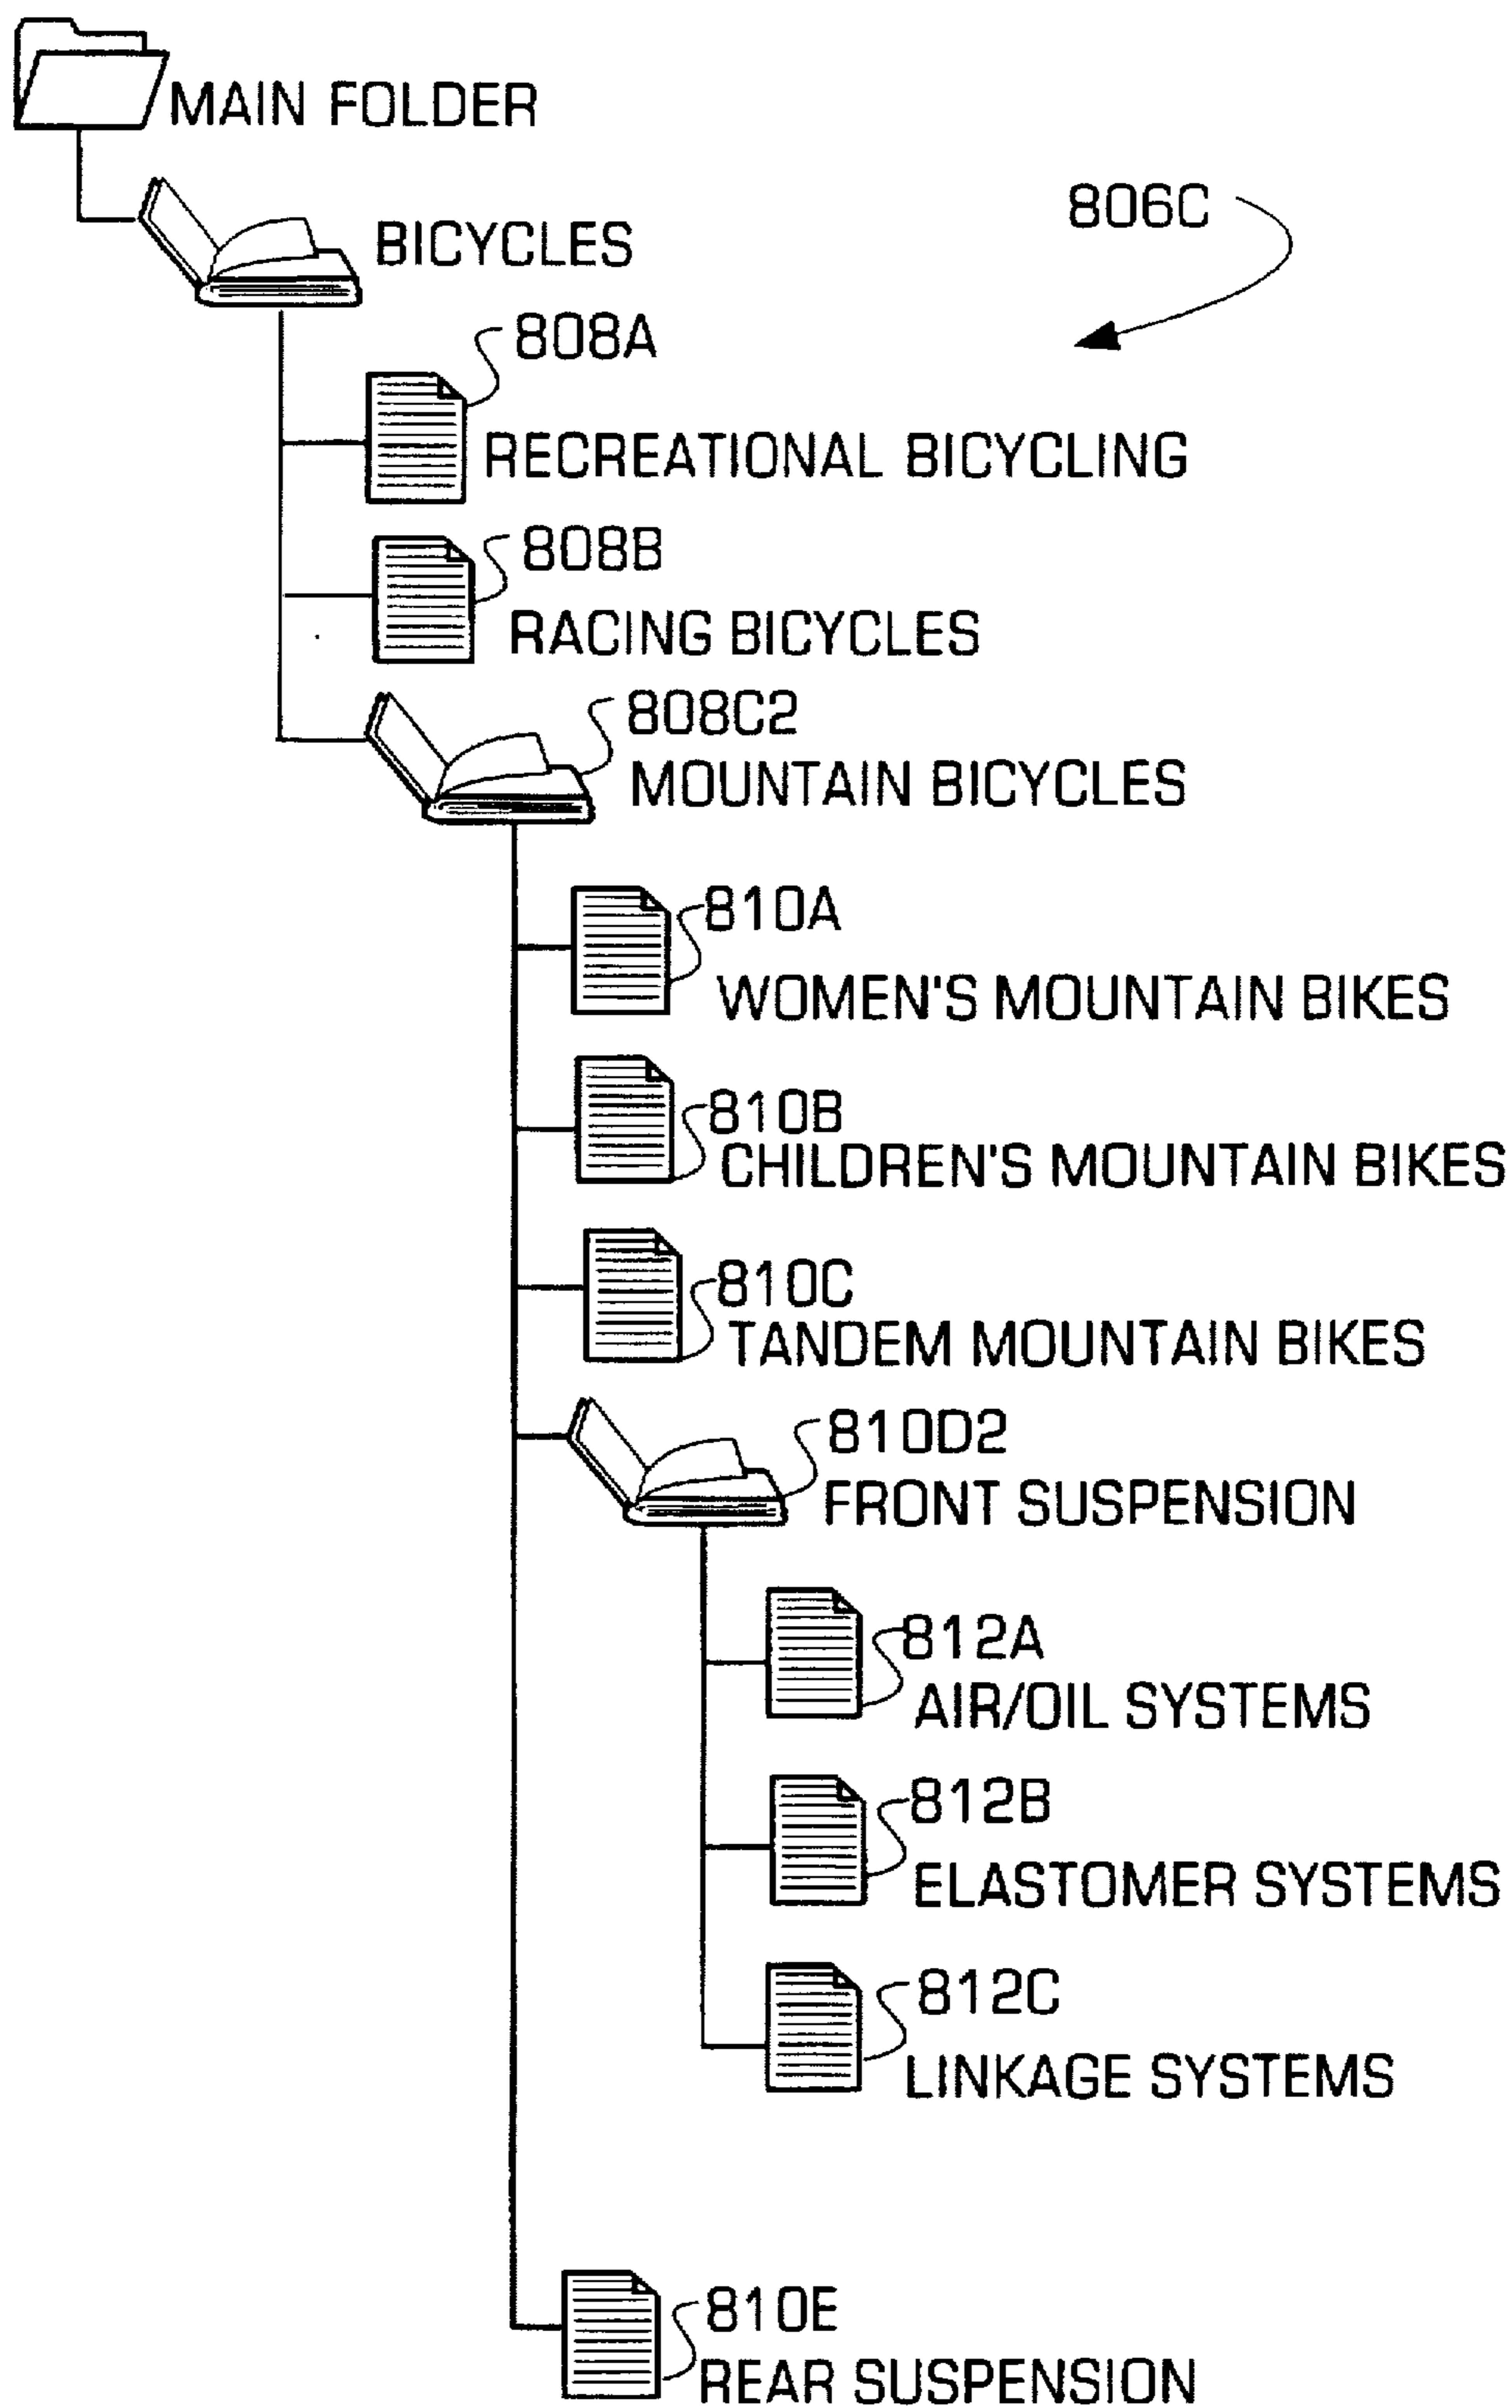 MAIN FOLDER
806C
BICYCLES
808A
RECREATIONAL BICYCLING
808B
RACING BICYCLES
808C2
MOUNTAIN BICYCLES
810A
WOMEN'S MOUNTAIN BIKES
810B
CHILDREN'S MOUNTAIN BIKES
810C
TANDEM MOUNTAIN BIKES
810D2
FRONT SUSPENSION
812A
AIR/OIL SYSTEMS
812B
ELASTOMER SYSTEMS
812C
LINKAGE SYSTEMS
810E
REAR SUSPENSION